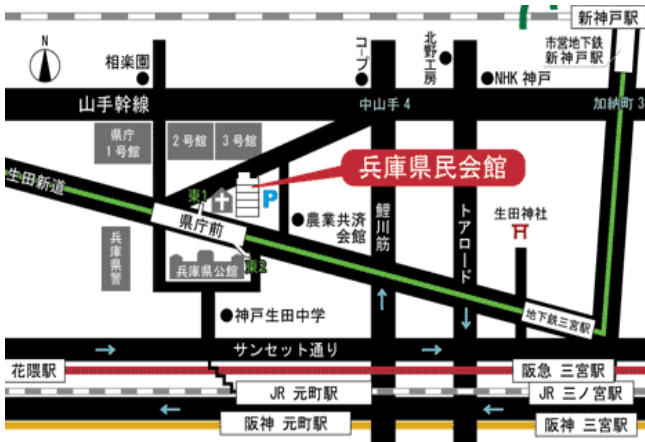 新神戸駅
N
相楽園
コープ
北野工房
市営地下鉄
新神戸駅
NHK 神戸
山手幹線
中山手4
加納町3
県庁
1号館
2号館
3号館
兵庫県民会館
生田新道
東1
P
県庁前
農業共済
会館
鯉川筋
トアロード
生田神社
兵庫県警
兵庫県公館
東2
神戸生田中学
地下鉄三宮駅
サンセット通り
花隈駅
阪急 三宮駅
JR 元町駅
JR 三ノ宮駅
阪神 元町駅
阪神 三宮駅